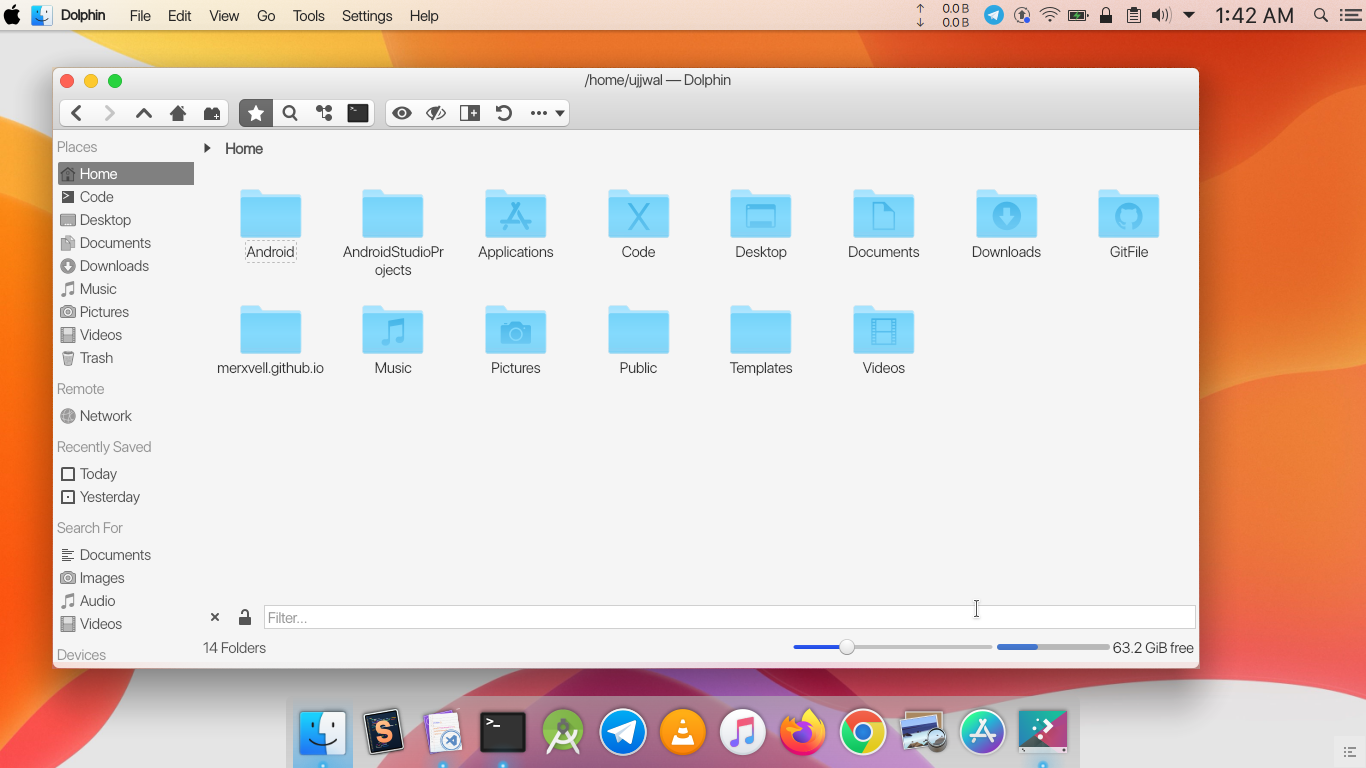 Dolphin File Edit View Go Tools Settings Help 0.0 B 1:42 AM
0.0 B
/home/ujjwal — Dolphin
Places
Home
Code
Desktop
Documents
Downloads
Music
Pictures
Videos
Trash
Remote
Network
Recently Saved
Today
Yesterday
Search For
Documents
Images
Audio
Videos
Devices
Home
Android AndroidStudioPr Applications Code Desktop Documents Downloads GitFile
ojects
merxvell.github.io Music Pictures Public Templates Videos
Filter...
14 Folders 63.2 GiB free